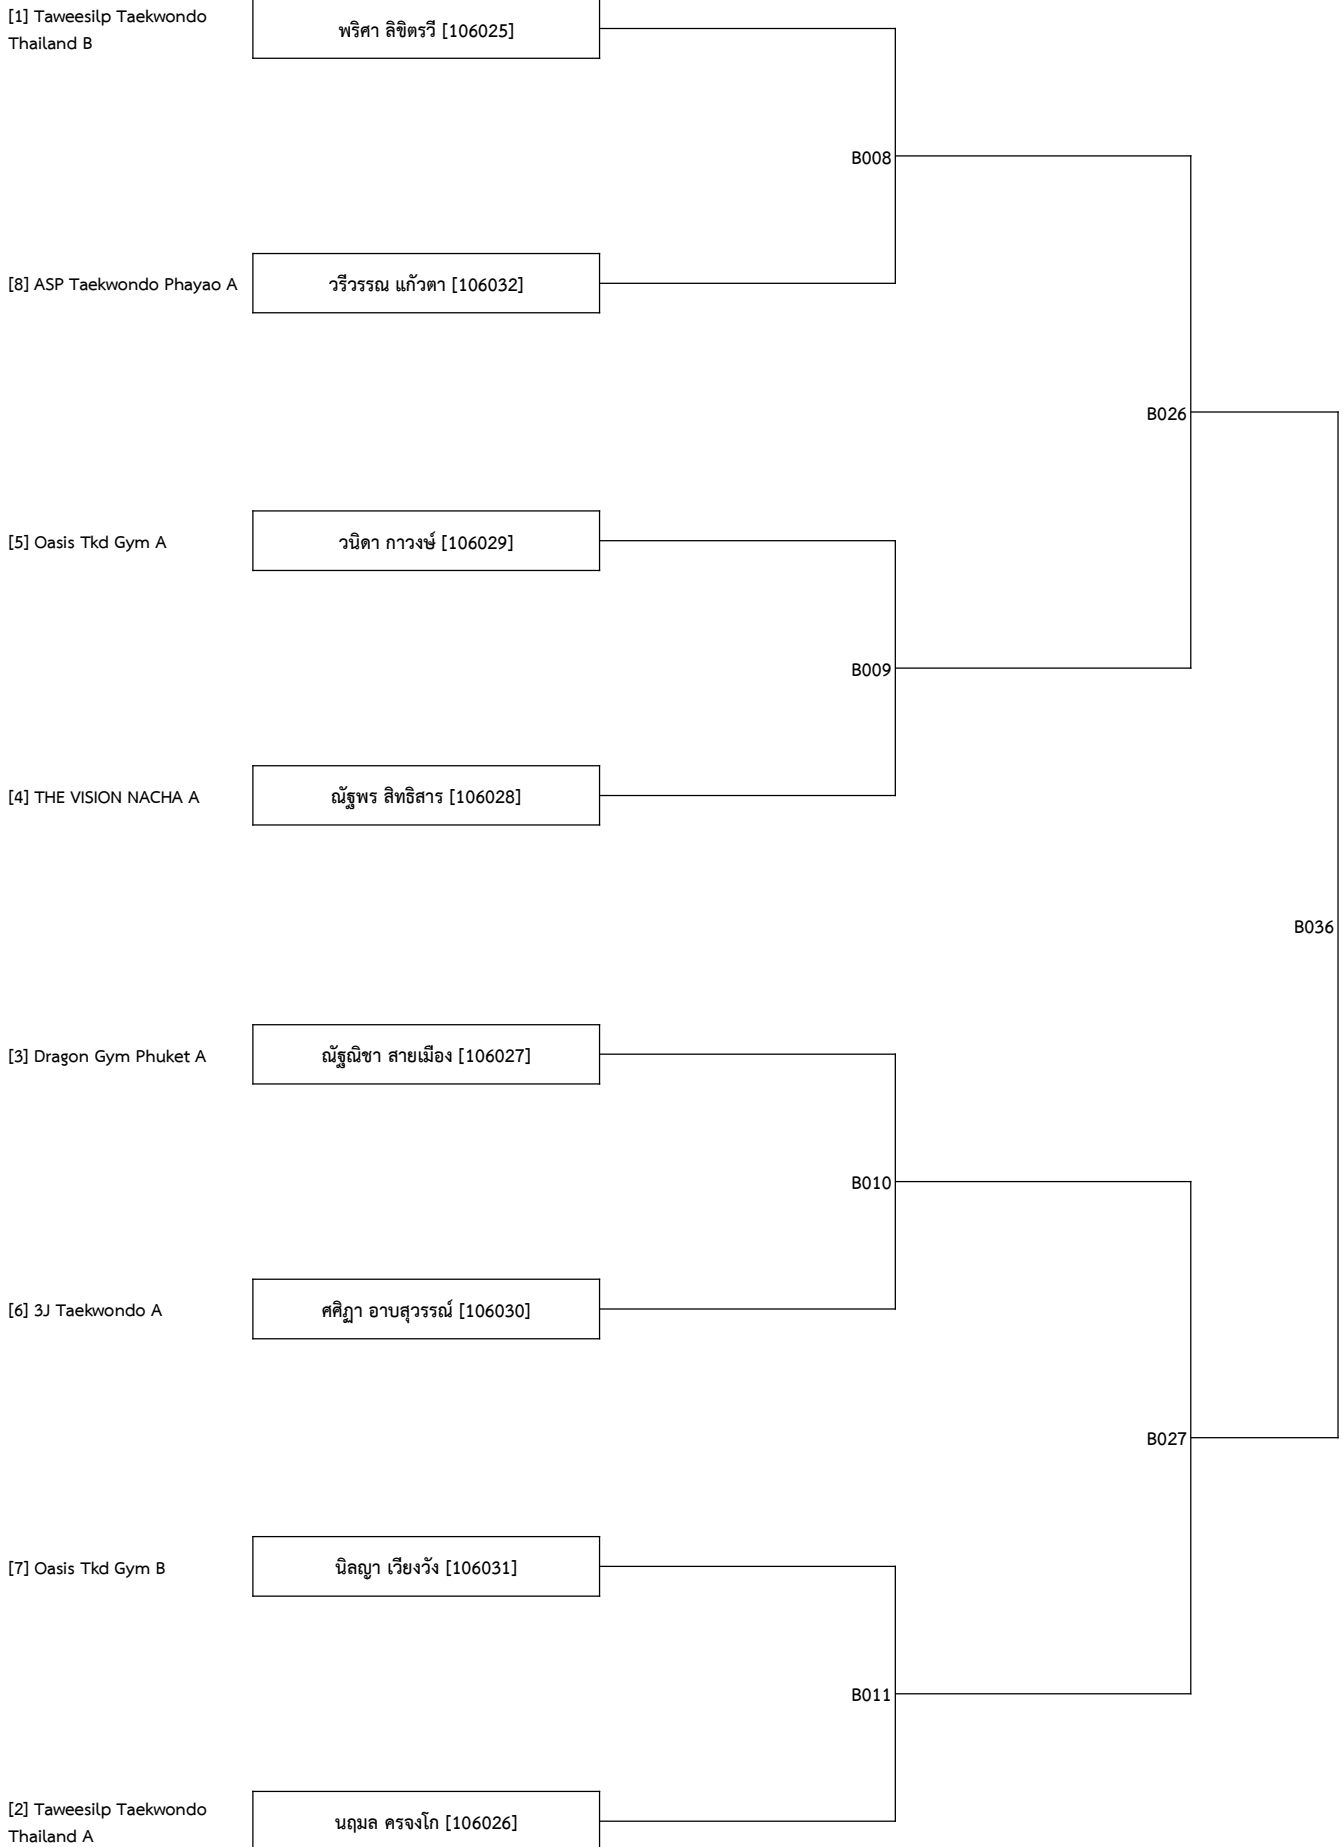 [1] Taweesilp Taekwondo
Thailand B
พริศา ลิขิตรวี [106025]
B008
[8] ASP Taekwondo Phayao A
วรีวรรณ แก้วตา [106032]
B026
[5] Oasis Tkd Gym A
วนิดา กาวงษ์ [106029]
B009
[4] THE VISION NACHA A
ณัฐพร สิทธิสาร [106028]
B036
[3] Dragon Gym Phuket A
ณัฐณิชา สายเมือง [106027]
B010
[6] 3J Taekwondo A
ศศิฏา อาบสุวรรณ์ [106030]
B027
[7] Oasis Tkd Gym B
นิลญา เวียงวัง [106031]
B011
[2] Taweesilp Taekwondo
Thailand A
นฤมล ครจงโก [106026]